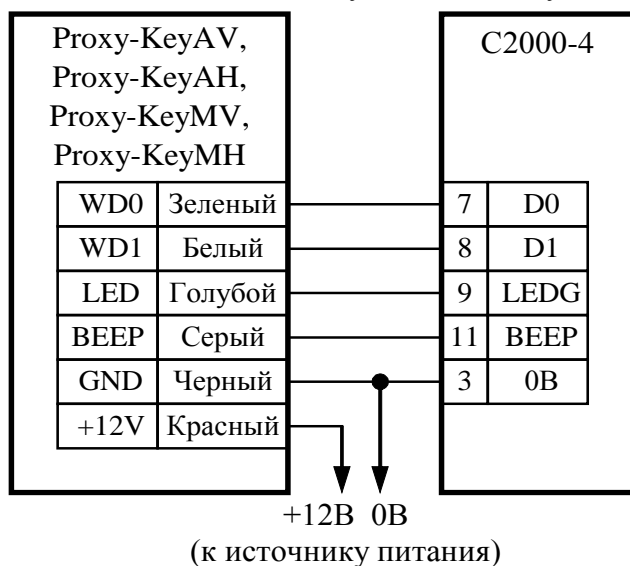 Proxy-KeyAV,
Proxy-KeyAH,
Proxy-KeyMV,
Proxy-KeyMH
С2000-4
WD0 Зеленый 7 D0
WD1 Белый 8 D1
LED Голубой 9 LEDG
BEEP Серый 11 BEEP
GND Черный 3 0В
+12V Красный
+12В 0В
(к источнику питания)